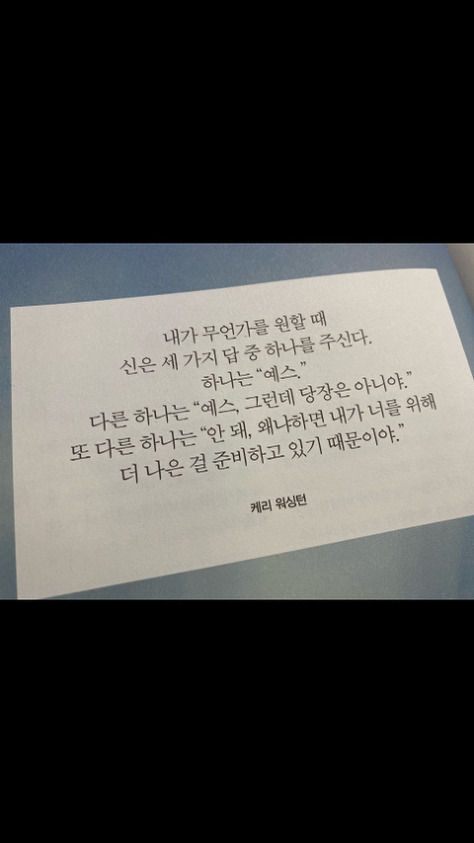 내가 무언가를 원할 때
신은 세 가지 답 중 하나를 주신다.
하나는 “예스.”
다른 하나는 “예스, 그런데 당장은 아니야.”
또 다른 하나는 “안 돼, 왜냐하면 내가 너를 위해
더 나은 걸 준비하고 있기 때문이야.”
케리 워싱턴